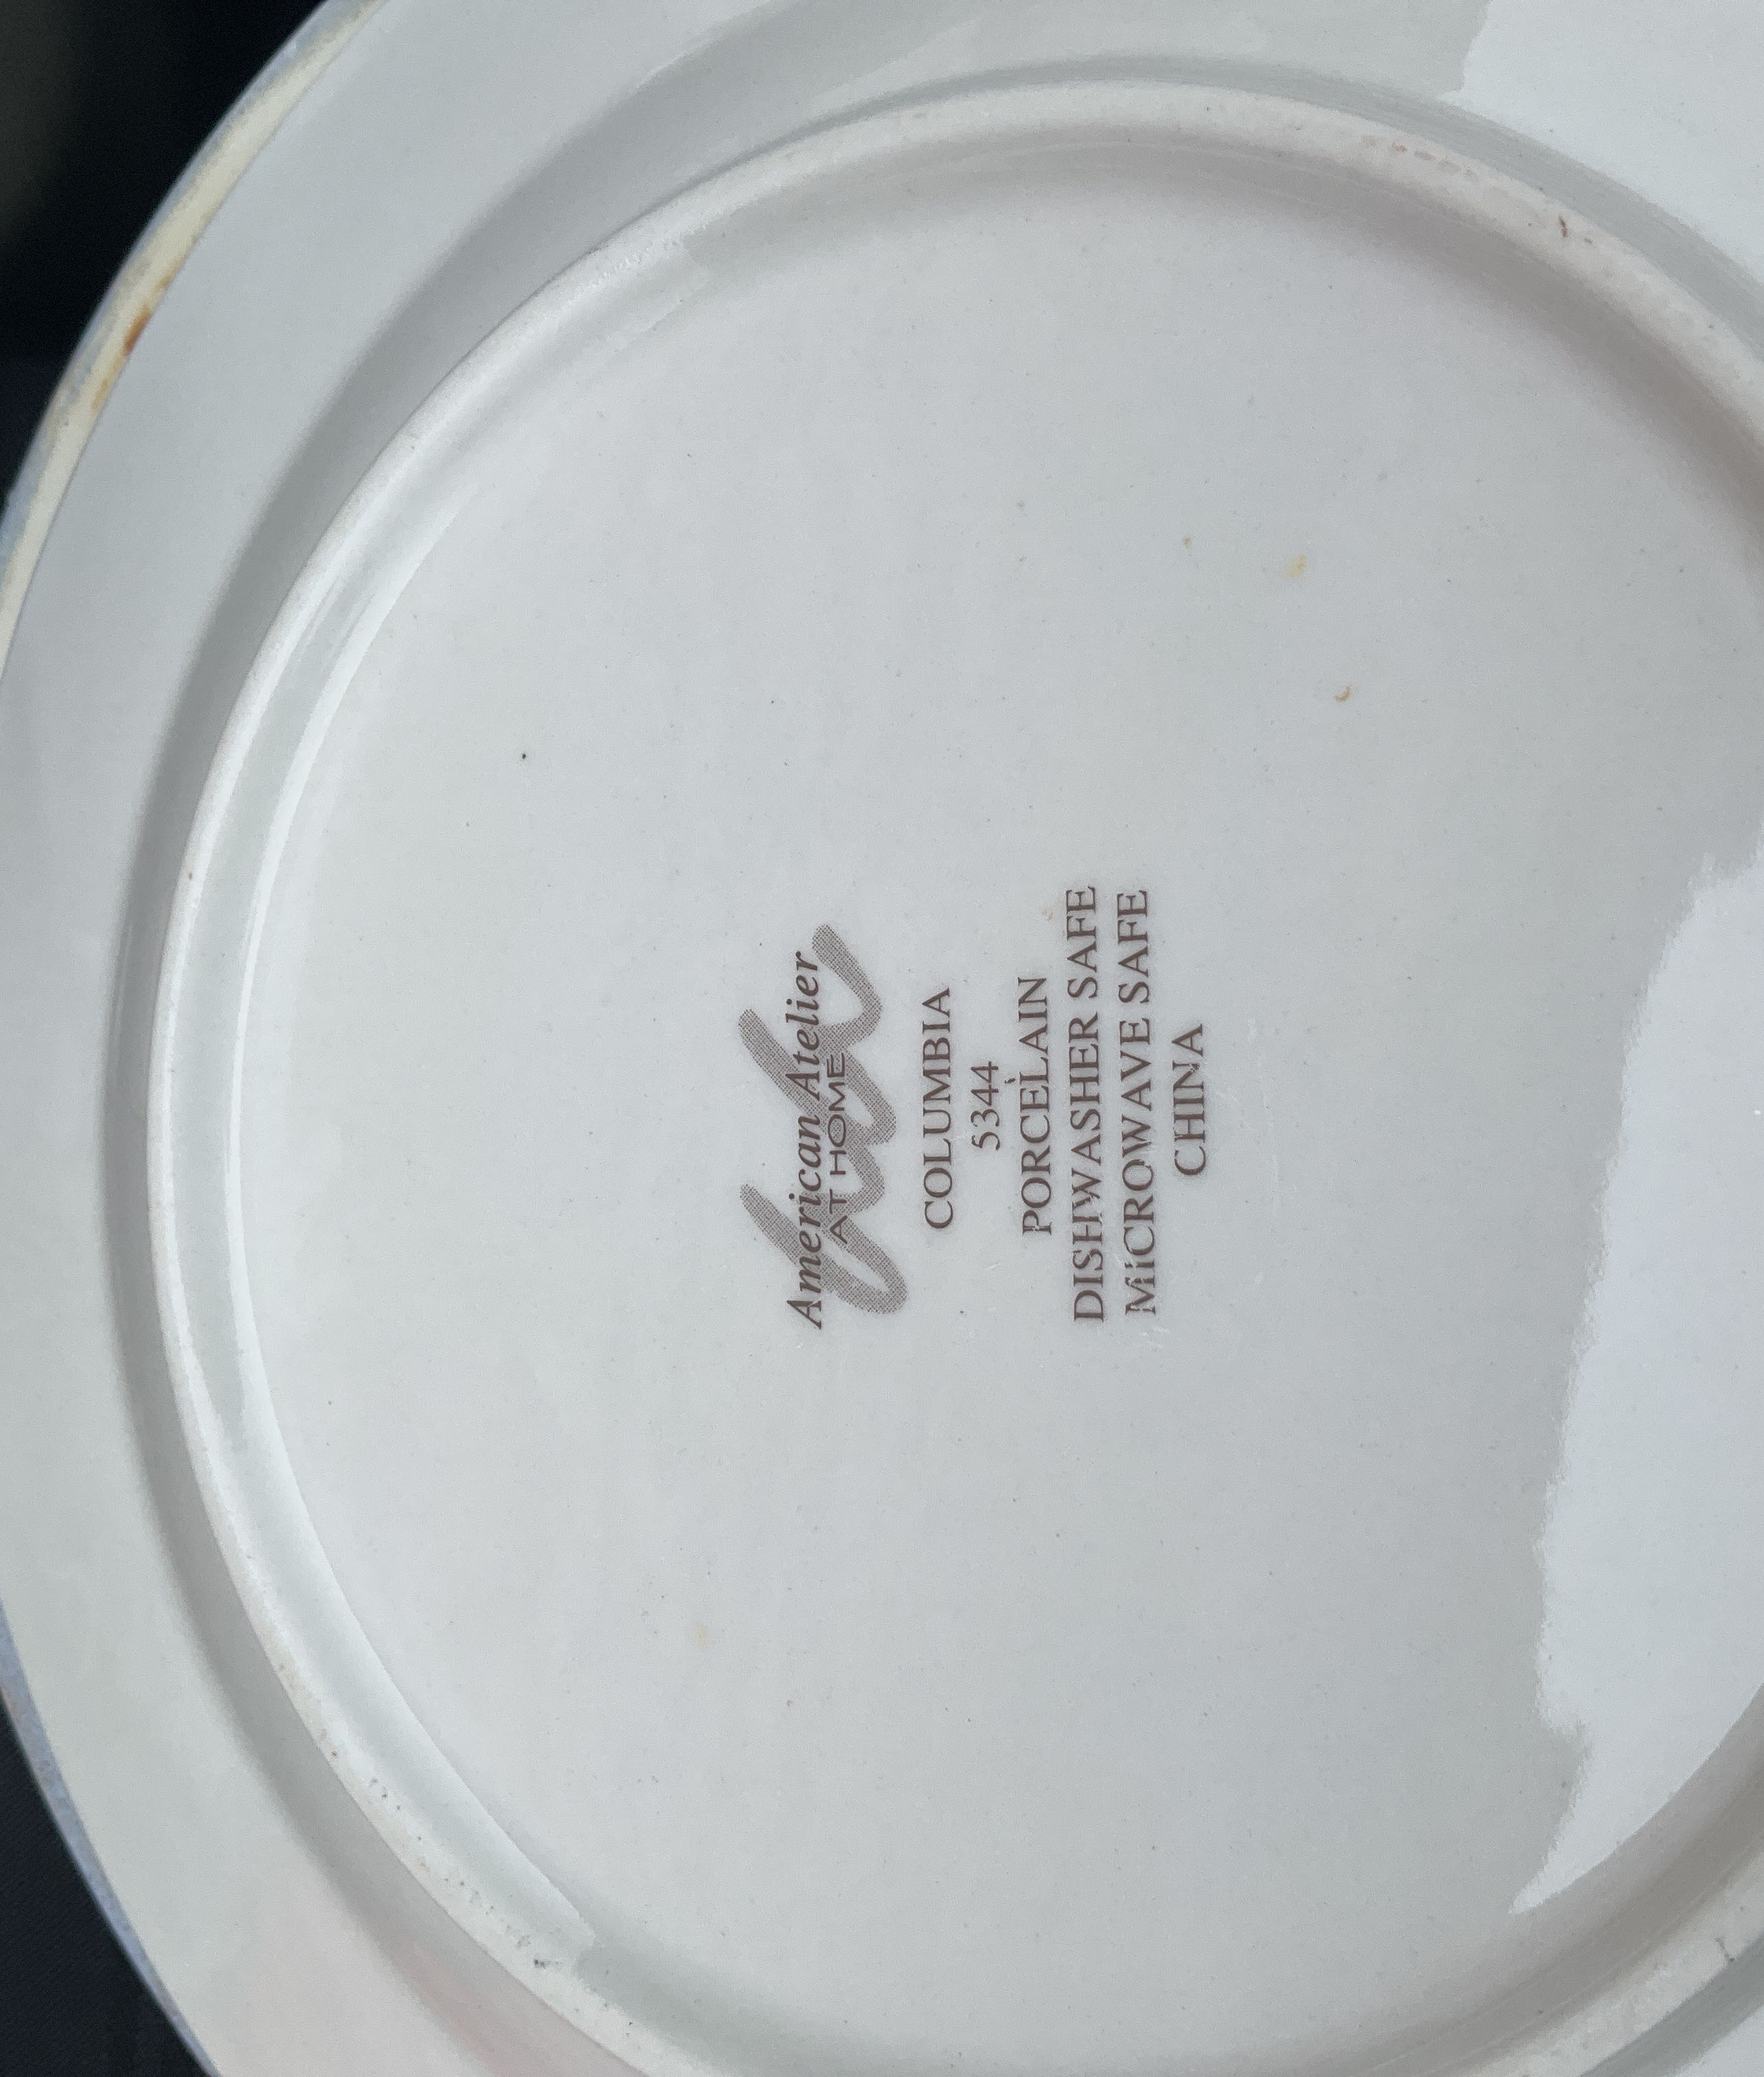 American Atelier
AT HOME
COLUMBIA
5344
PORCELAIN
DISHWASHER SAFE
MICROWAVE SAFE
CHINA